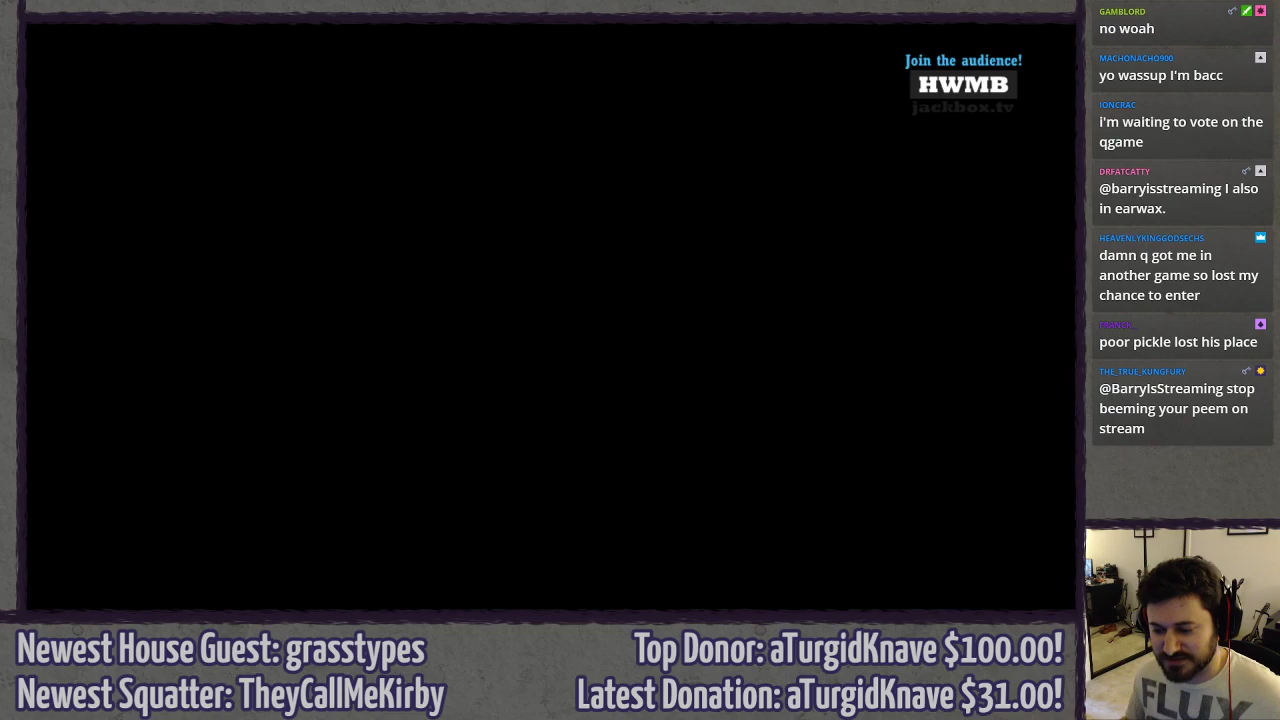 Join the audience!
HWMB
jackbox.tv
GAMBLORD
no woah
MACHONACHO900
yo wassup I'm bacc
IONCRAC
i'm waiting to vote on the
qgame
DRFATCATTY
@barryisstreaming I also
in earwax.
HEAVENLYKINGGODSECHS
damn q got me in
another game so lost my
chance to enter
poor pickle lost his place
THE_TRUE_KUNGFURY
@BarryIsStreaming stop
beeming your peem on
stream
FLUX
Newest House Guest: grasstypes
Newest Squatter: TheyCallMeKirby
Top Donor: aTurgidKnave $100.00!
Latest Donation: aTurgidKnave $31.00!